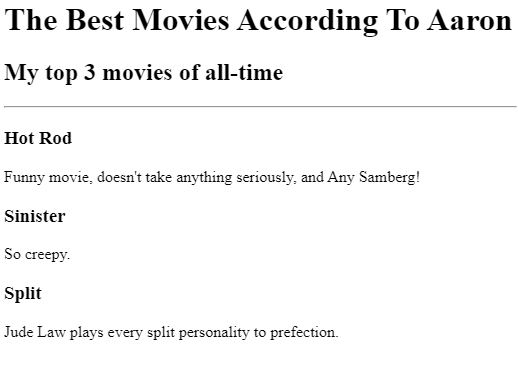 The Best Movies According To Aaron
My top 3 movies of all-time
Hot Rod
Funny movie, doesn't take anything seriously, and Any Samberg!
Sinister
So creepy.
Split
Jude Law plays every split personality to prefection.